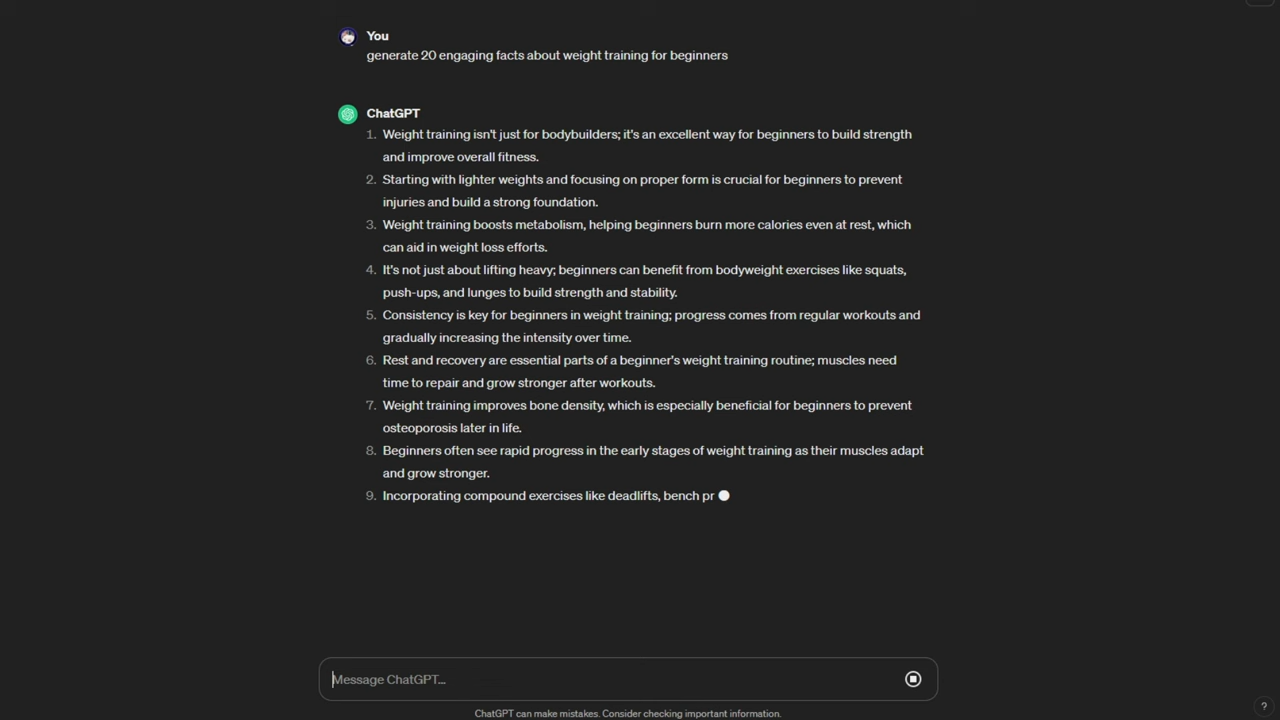 You
generate 20 engaging facts about weight training for beginners
ChatGPT
1. Weight training isn't just for bodybuilders; it's an excellent way for beginners to build strength
and improve overall fitness.
2. Starting with lighter weights and focusing on proper form is crucial for beginners to prevent
injuries and build a strong foundation.
3. Weight training boosts metabolism, helping beginners burn more calories even at rest, which
can aid in weight loss efforts.
4. It's not just about lifting heavy; beginners can benefit from bodyweight exercises like squats,
push-ups, and lunges to build strength and stability.
5. Consistency is key for beginners in weight training; progress comes from regular workouts and
gradually increasing the intensity over time.
6. Rest and recovery are essential parts of a beginner's weight training routine; muscles need
time to repair and grow stronger after workouts.
7. Weight training improves bone density, which is especially beneficial for beginners to prevent
osteoporosis later in life.
8. Beginners often see rapid progress in the early stages of weight training as their muscles adapt
and grow stronger.
9. Incorporating compound exercises like deadlifts, bench pr
Message ChatGPT...
ChatGPT can make mistakes. Consider checking important information.
?